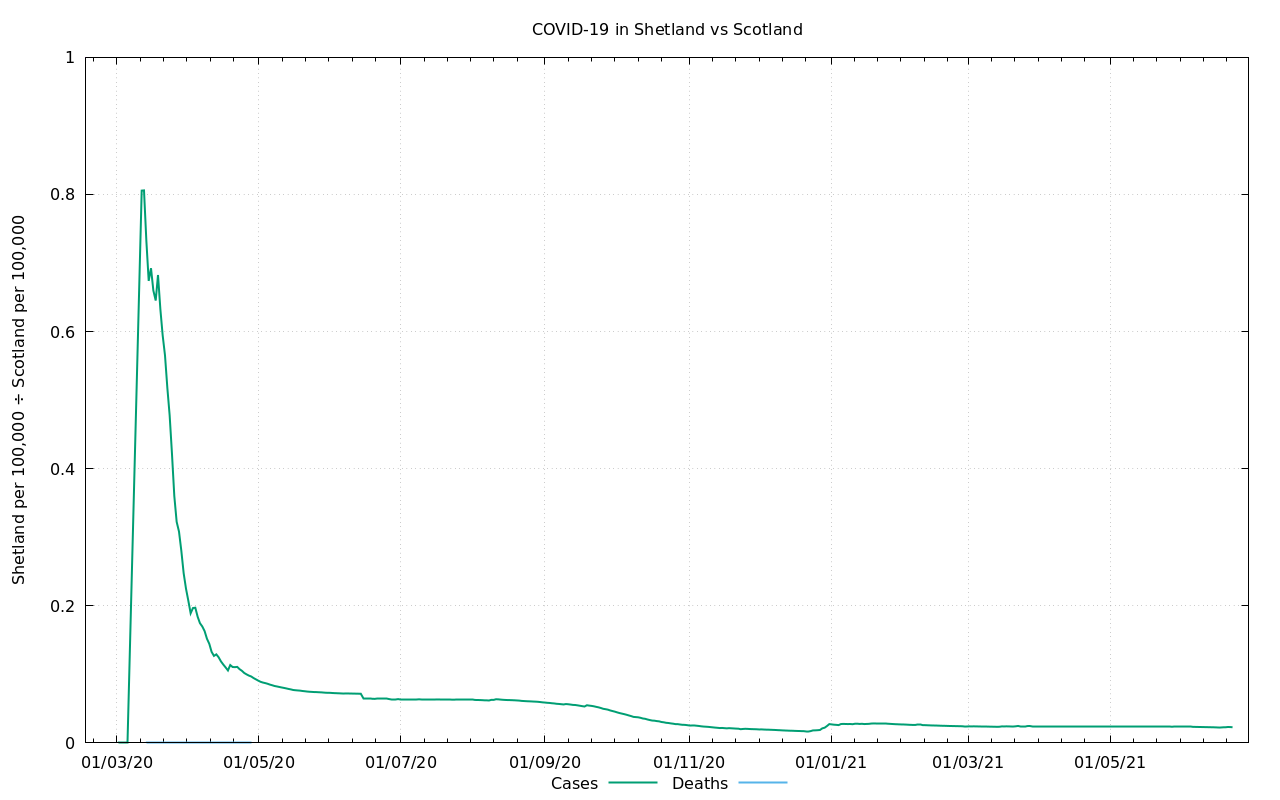 COVID-19 in Shetland vs Scotland
Shetland per 100,000 ÷ Scotland per 100,000
1
0.8
0.6
0.4
0.2
0
01/03/20 01/05/20 01/07/20 01/09/20 01/11/20 01/01/21 01/03/21 01/05/21
Cases Deaths